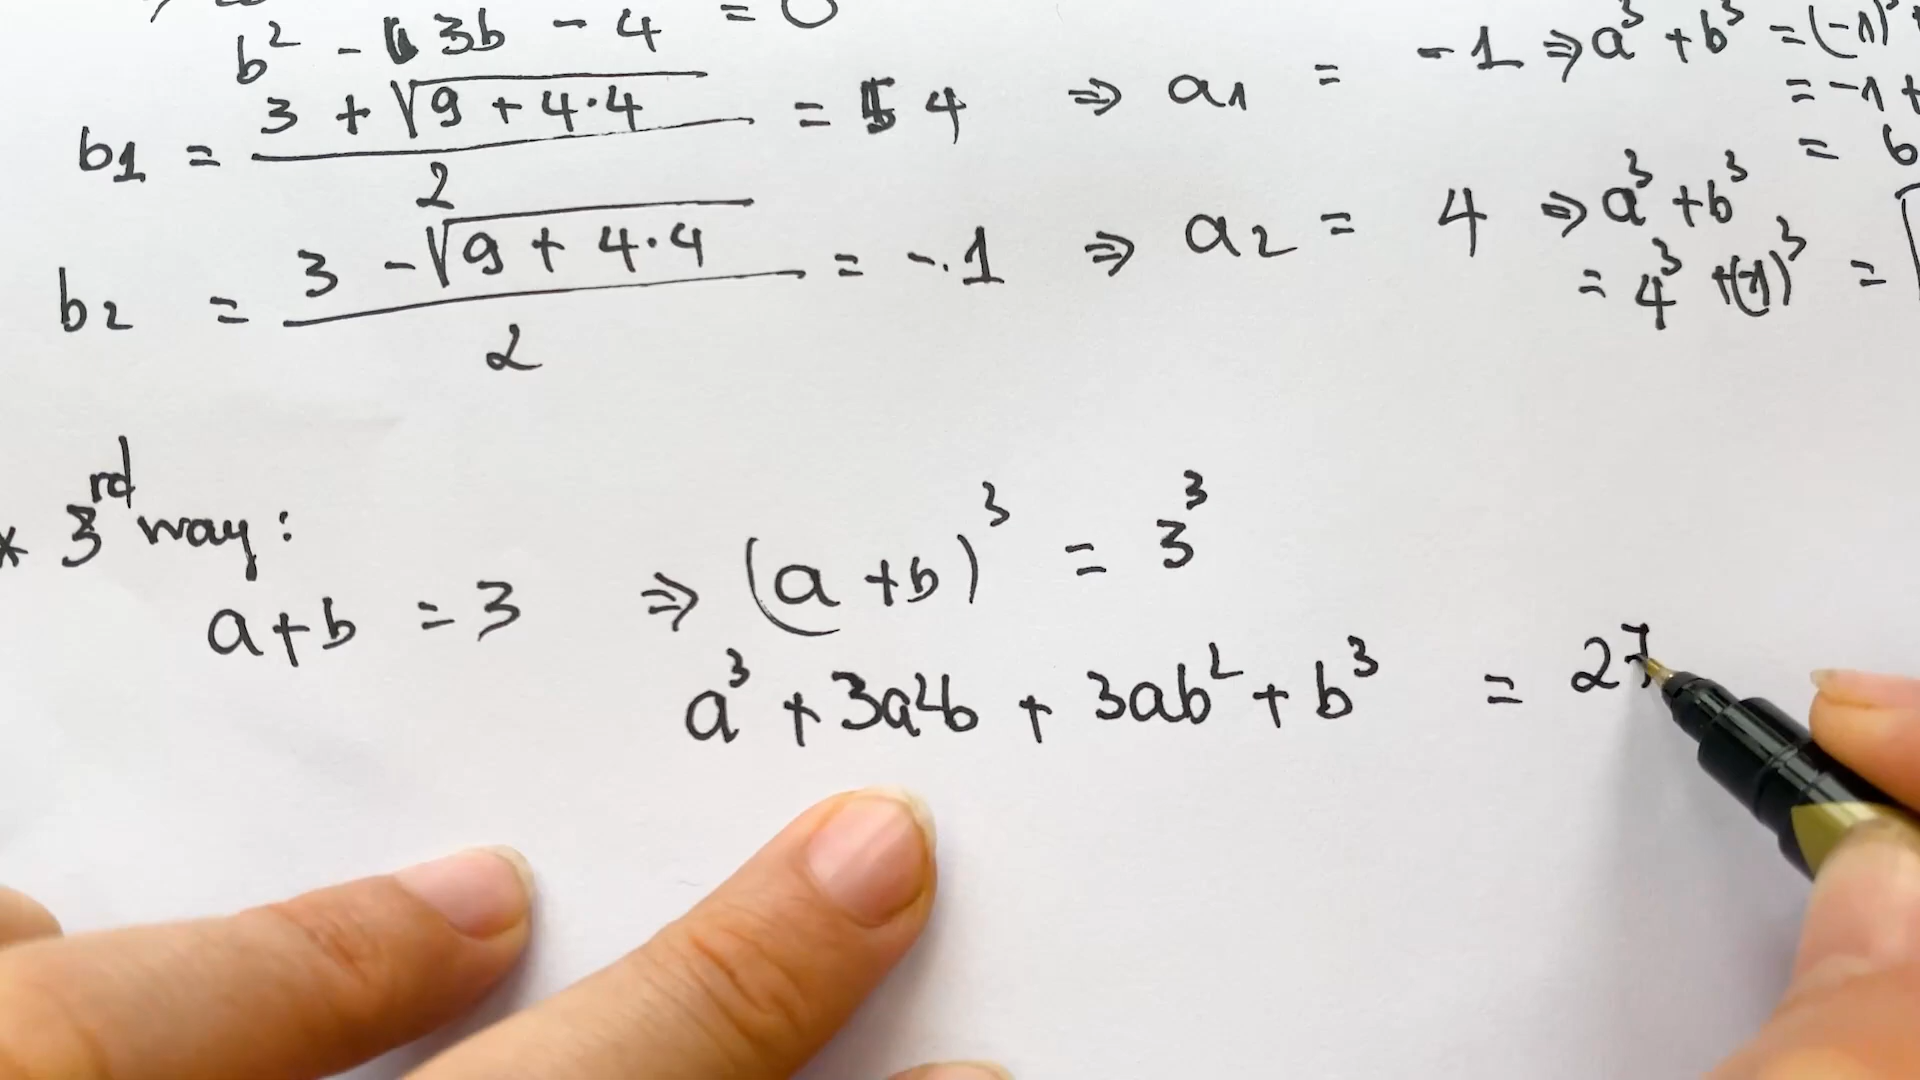 b² - 3b - 4 = 0
b1 = (3 + √(9 + 4·4))/2 = 4 ⇒ a1 = -1 ⇒ a³ + b³ = (-1)³
= -1 +
= 6
b2 = (3 - √(9 + 4·4))/2 = -1 ⇒ a2 = 4 ⇒ a³ + b³
= 4³ + (-1)³ =
* 3rd way:
a + b = 3 ⇒ (a + b)³ = 3³
a³ + 3a²b + 3ab² + b³ = 27